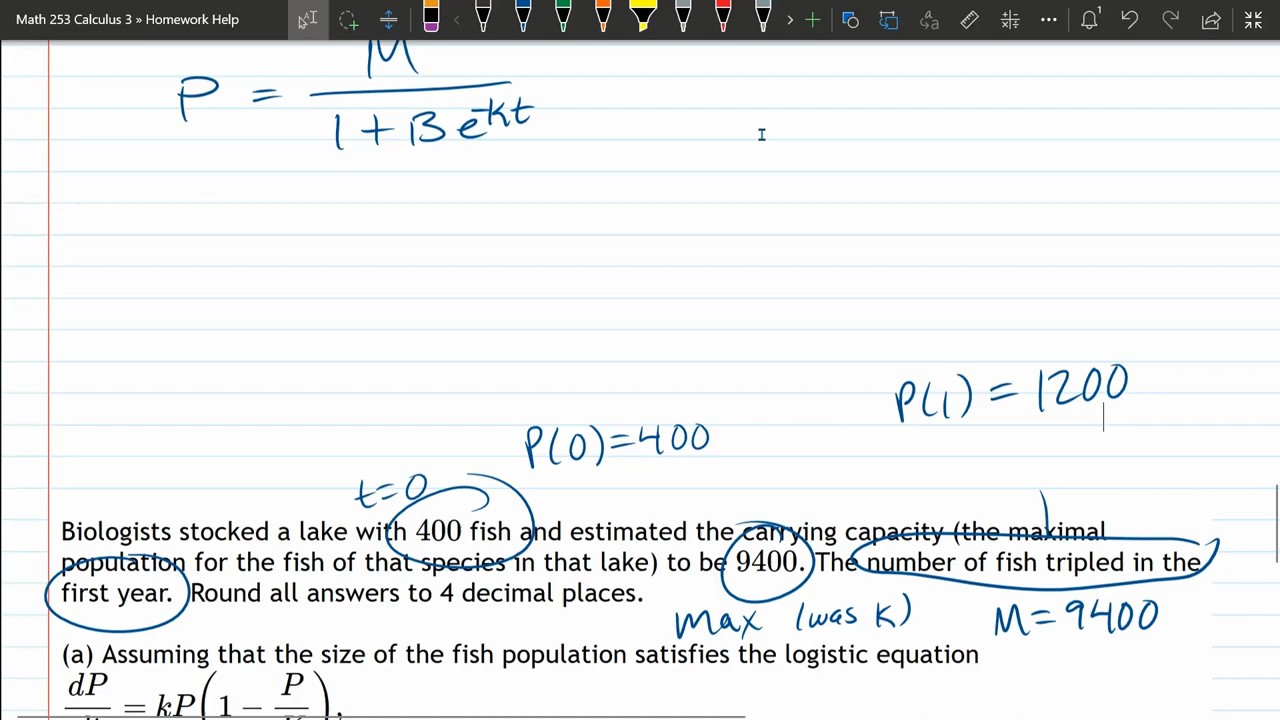 Math 253 Calculus 3 » Homework Help
M
P = 
1 + Be^-kt
P(1) = 1200
P(0)=400
t=0
Biologists stocked a lake with 400 fish and estimated the carrying capacity (the maximal
population for the fish of that species in that lake) to be 9400. The number of fish tripled in the
first year. Round all answers to 4 decimal places.
max (was k) M=9400
(a) Assuming that the size of the fish population satisfies the logistic equation
dP P
= kP(1 − ),